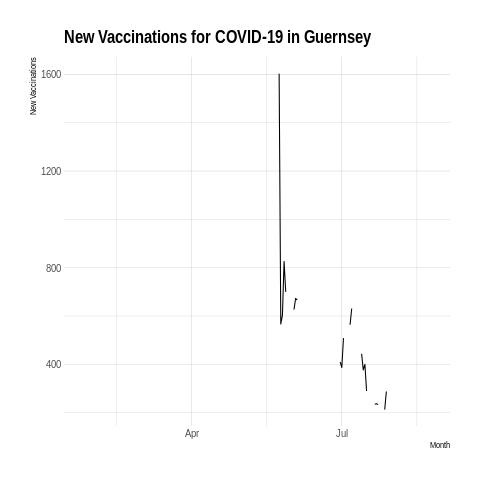 New Vaccinations for COVID-19 in Guernsey
New Vaccinations
1600
1200
800
400
Apr
Jul
Month